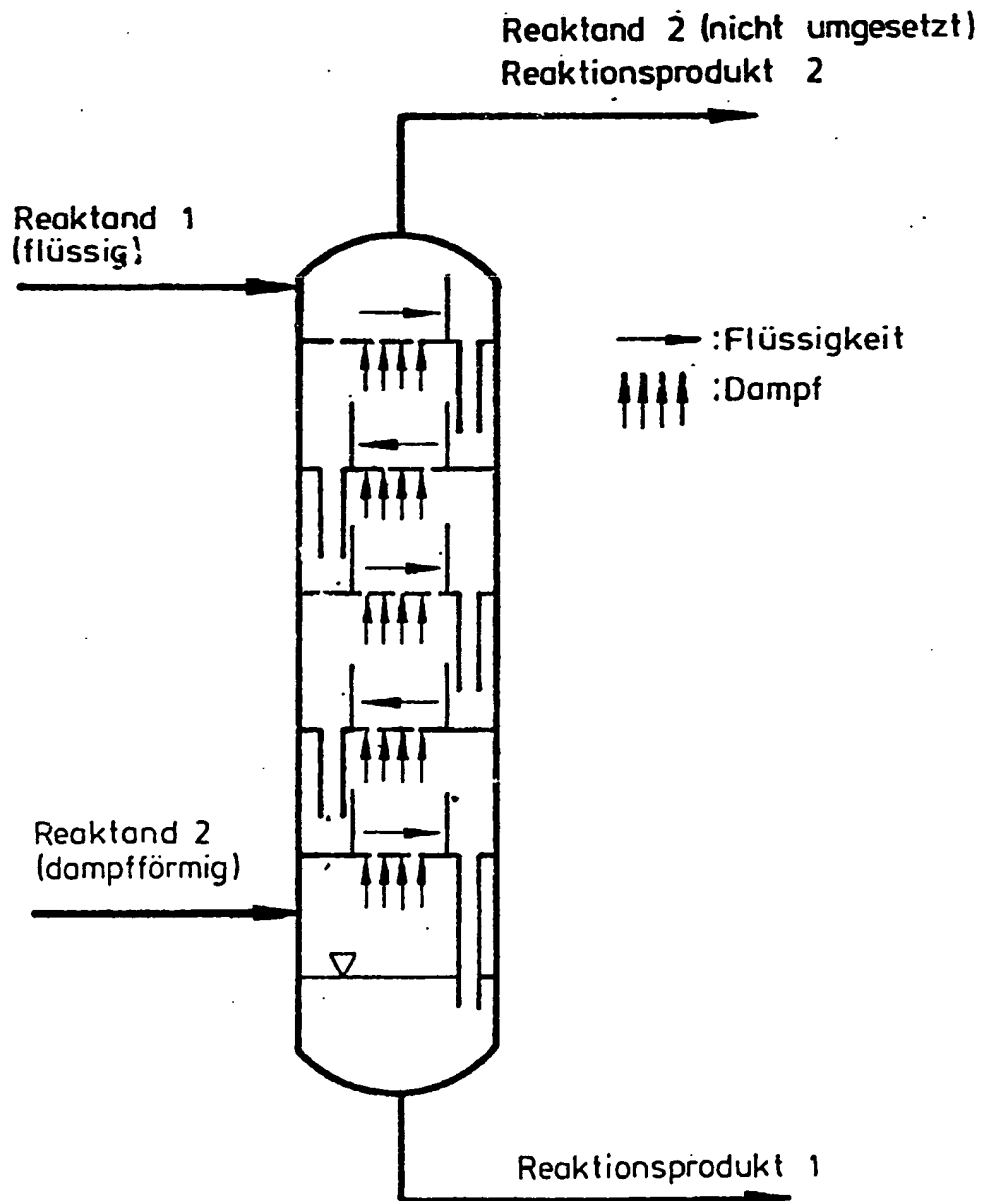 Reaktand 2 (nicht umgesetzt)
Reaktionsprodukt 2
Reaktand 1
(flüssig)
:Flüssigkeit
:Dampf
Reaktand 2
(dampfförmig)
Reaktionsprodukt 1